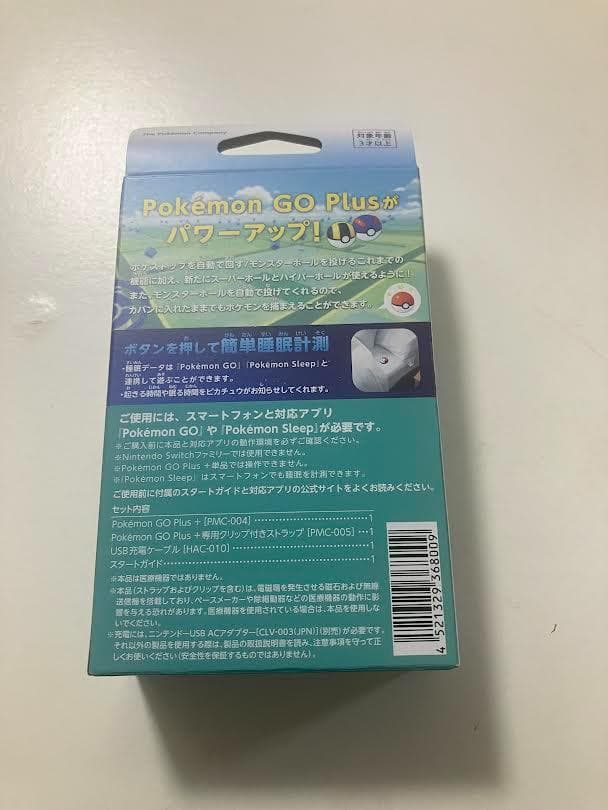 The Pokémon Company
対象年齢
3才以上
Pokémon GO Plusが
パワーアップ!
ポケストップを自動で回す/モンスターボールを投げるこれまでの
機能に加え、新たにスーパーボールとハイパーボールが使えるように!
また、モンスターボールを自動で投げてくれるので、
カバンに入れたままでもポケモンを捕まえることができます。
ボタンを押して簡単睡眠計測
・睡眠データは『Pokémon GO』『Pokémon Sleep』と
連携して遊ぶことができます。
・起きる時間や眠る時間をピカチュウがお知らせしてくれます。
ご使用には、スマートフォンと対応アプリ
『Pokémon GO』や『Pokémon Sleep』が必要です。
※ご購入前に本品と対応アプリの動作環境を必ずご確認ください。
※Nintendo Switchファミリーでは使用できません。
※Pokémon GO Plus +単品では操作できません。
※『Pokémon Sleep』はスマートフォンでも睡眠を計測できます。
ご使用前に付属のスタートガイドと対応アプリの公式サイトをよくお読みください。
セット内容
Pokémon GO Plus + [PMC-004] 1
Pokémon GO Plus +専用クリップ付きストラップ [PMC-005] 1
USB充電ケーブル [HAC-010] 1
スタートガイド 1
※本品は医療機器ではありません。
※本品(ストラップおよびクリップを含む)は、電磁場を発生させる磁石および無線
送信機を搭載しており、ペースメーカーや除細動器などの医療機器の動作に影
響を与える恐れがあります。医療機器を使用されている場合は、本品を使用しな
いでください。
※充電には、ニンテンドーUSB ACアダプター[CLV-003(JPN)](別売)が必要です。
それ以外の製品を使用する際は、製品の取扱説明書を読み、注意事項を守って正
しくお使いください(安全性を保証するものではありません)。
4 521329 368009